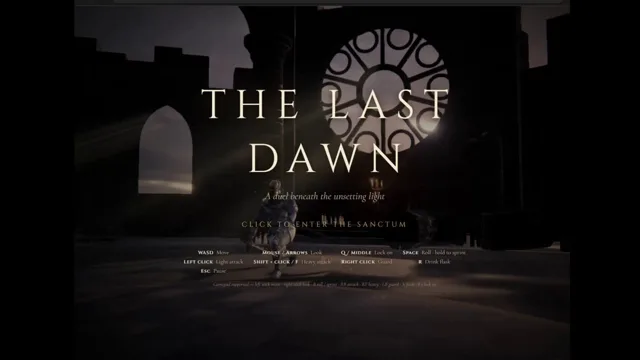 THE LAST
DAWN
A duel beneath the unsetting light
CLICK TO ENTER THE SANCTUM
WASD Move MOUSE / ARROWS Look Q / MIDDLE Lock on SPACE Roll · hold to sprint
LEFT CLICK Light attack SHIFT + CLICK / F Heavy attack RIGHT CLICK Guard R Drink flask
ESC Pause